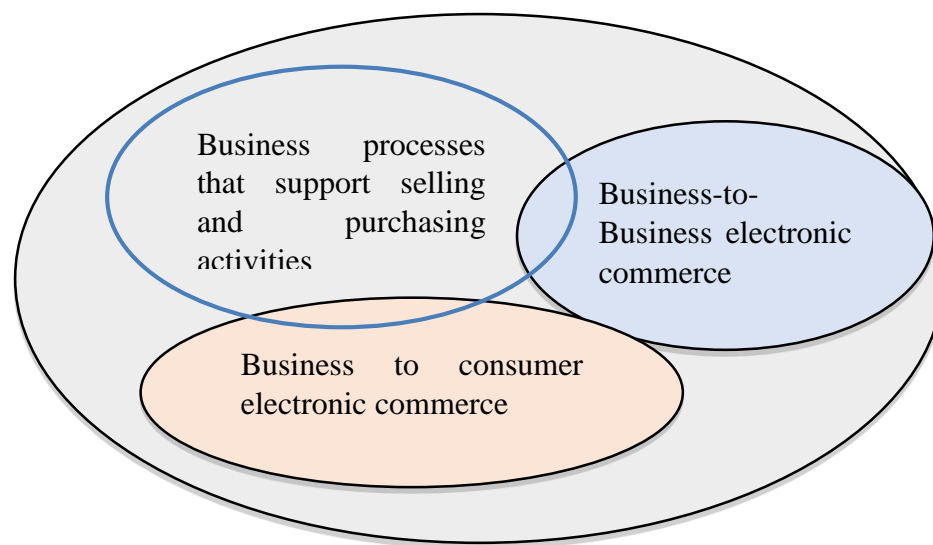 Business processes
that support selling
and purchasing
activities
Business-to-
Business electronic
commerce
Business to consumer
electronic commerce